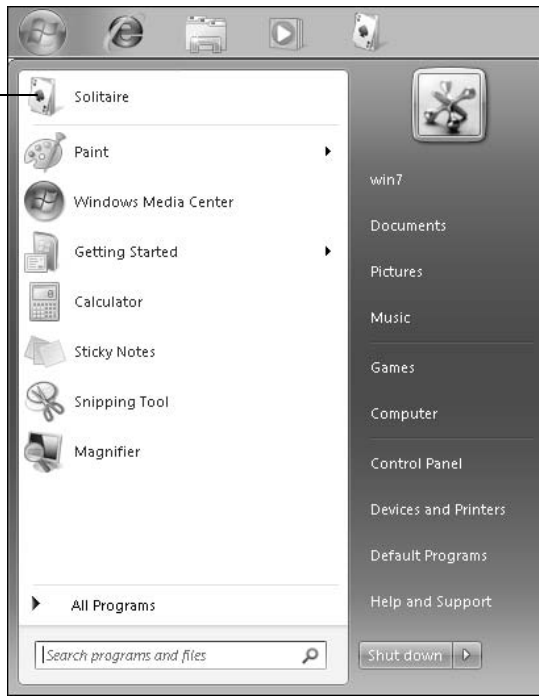 Solitaire
Paint
Windows Media Center
Getting Started
Calculator
Sticky Notes
Snipping Tool
Magnifier
All Programs
Search programs and files
win7
Documents
Pictures
Music
Games
Computer
Control Panel
Devices and Printers
Default Programs
Help and Support
Shut down